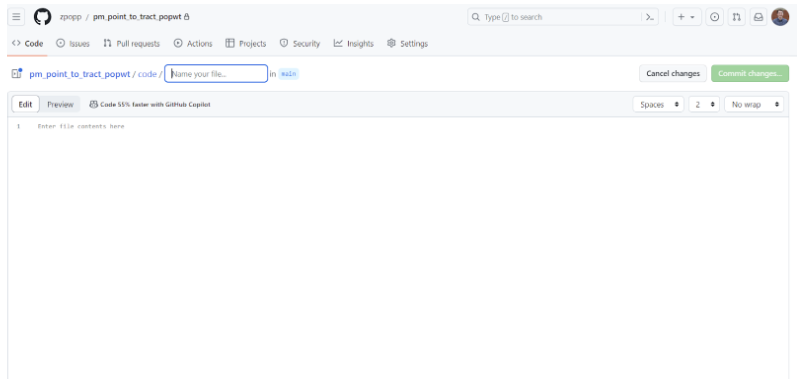 zpopp / pm_point_to_tract_popwt
Type / to search
<> Code Issues Pull requests Actions Projects Security Insights Settings
pm_point_to_tract_popwt / code / Name your file... in main
Cancel changes Commit changes...
Edit Preview Code 55% faster with GitHub Copilot
Spaces 2 No wrap
1 Enter file contents here